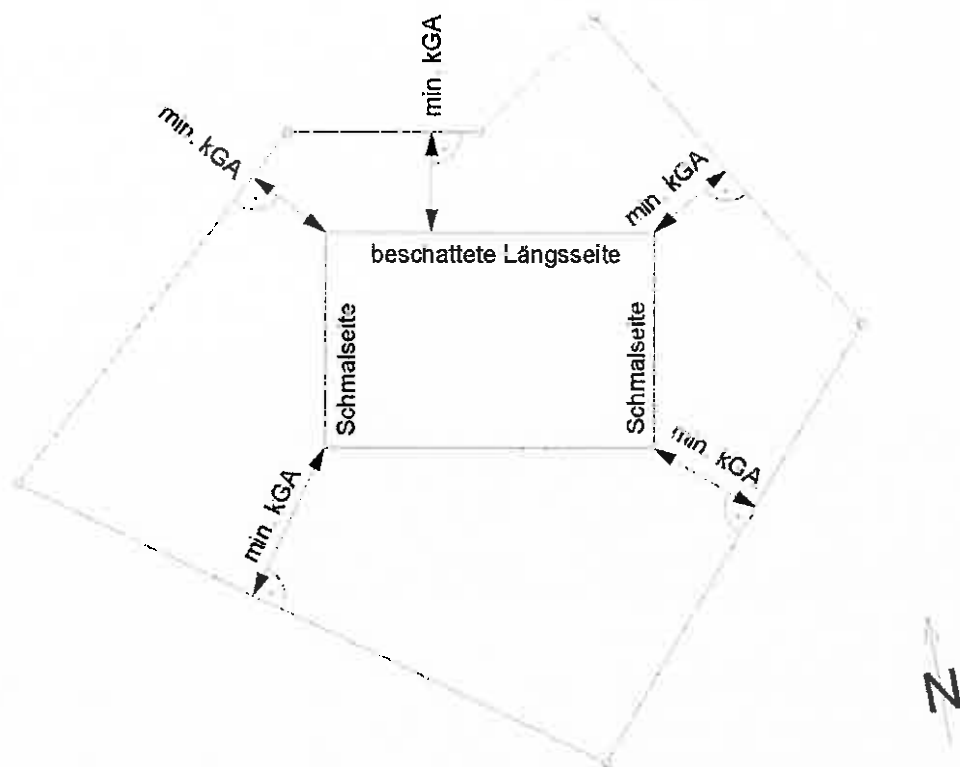 min. kGA
min. kGA
min. kGA
beschattete Längsseite
Schmalseite
Schmalseite
min. kGA
min. kGA
N